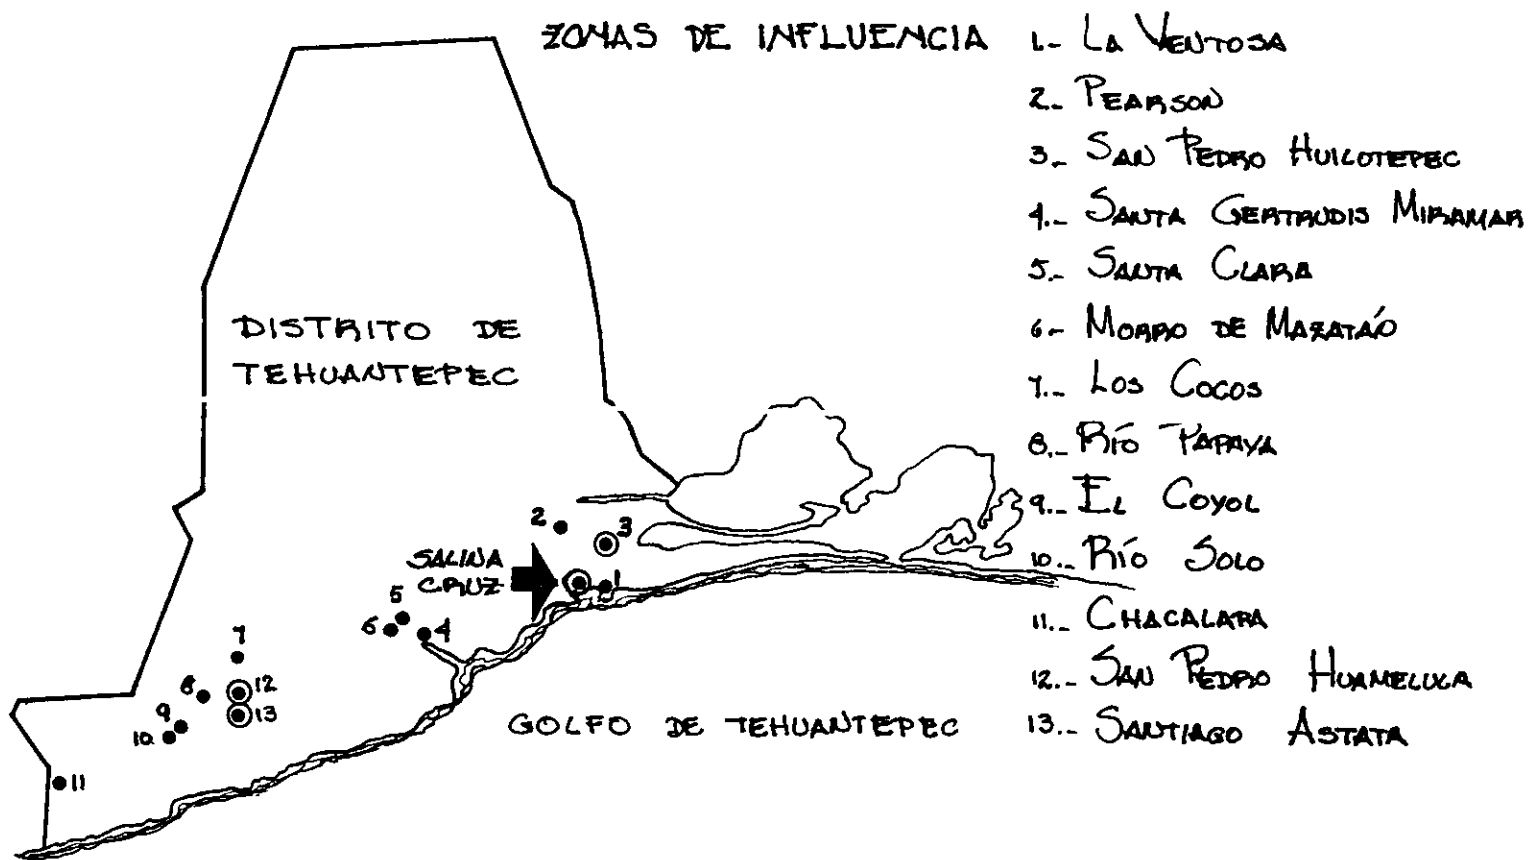 ZONAS DE INFLUENCIA
1.- LA VENTOSA
2.- PEARSON
3.- SAN PEDRO HUILOTEPEC
4.- SANTA GERTRUDIS MIRAMAR
5.- SANTA CLARA
6.- MORRO DE MAZATÁO
7.- LOS COCOS
8.- RÍO PAPAYA
9.- EL COYOL
10.- RÍO SOLO
11.- CHACALAPA
12.- SAN PEDRO HUAMELULA
13.- SANTIAGO ASTATA
DISTRITO DE
TEHUANTEPEC
2
3
SALINA
CRUZ
1
5
6
4
7
8
12
9
13
10
11
GOLFO DE TEHUANTEPEC